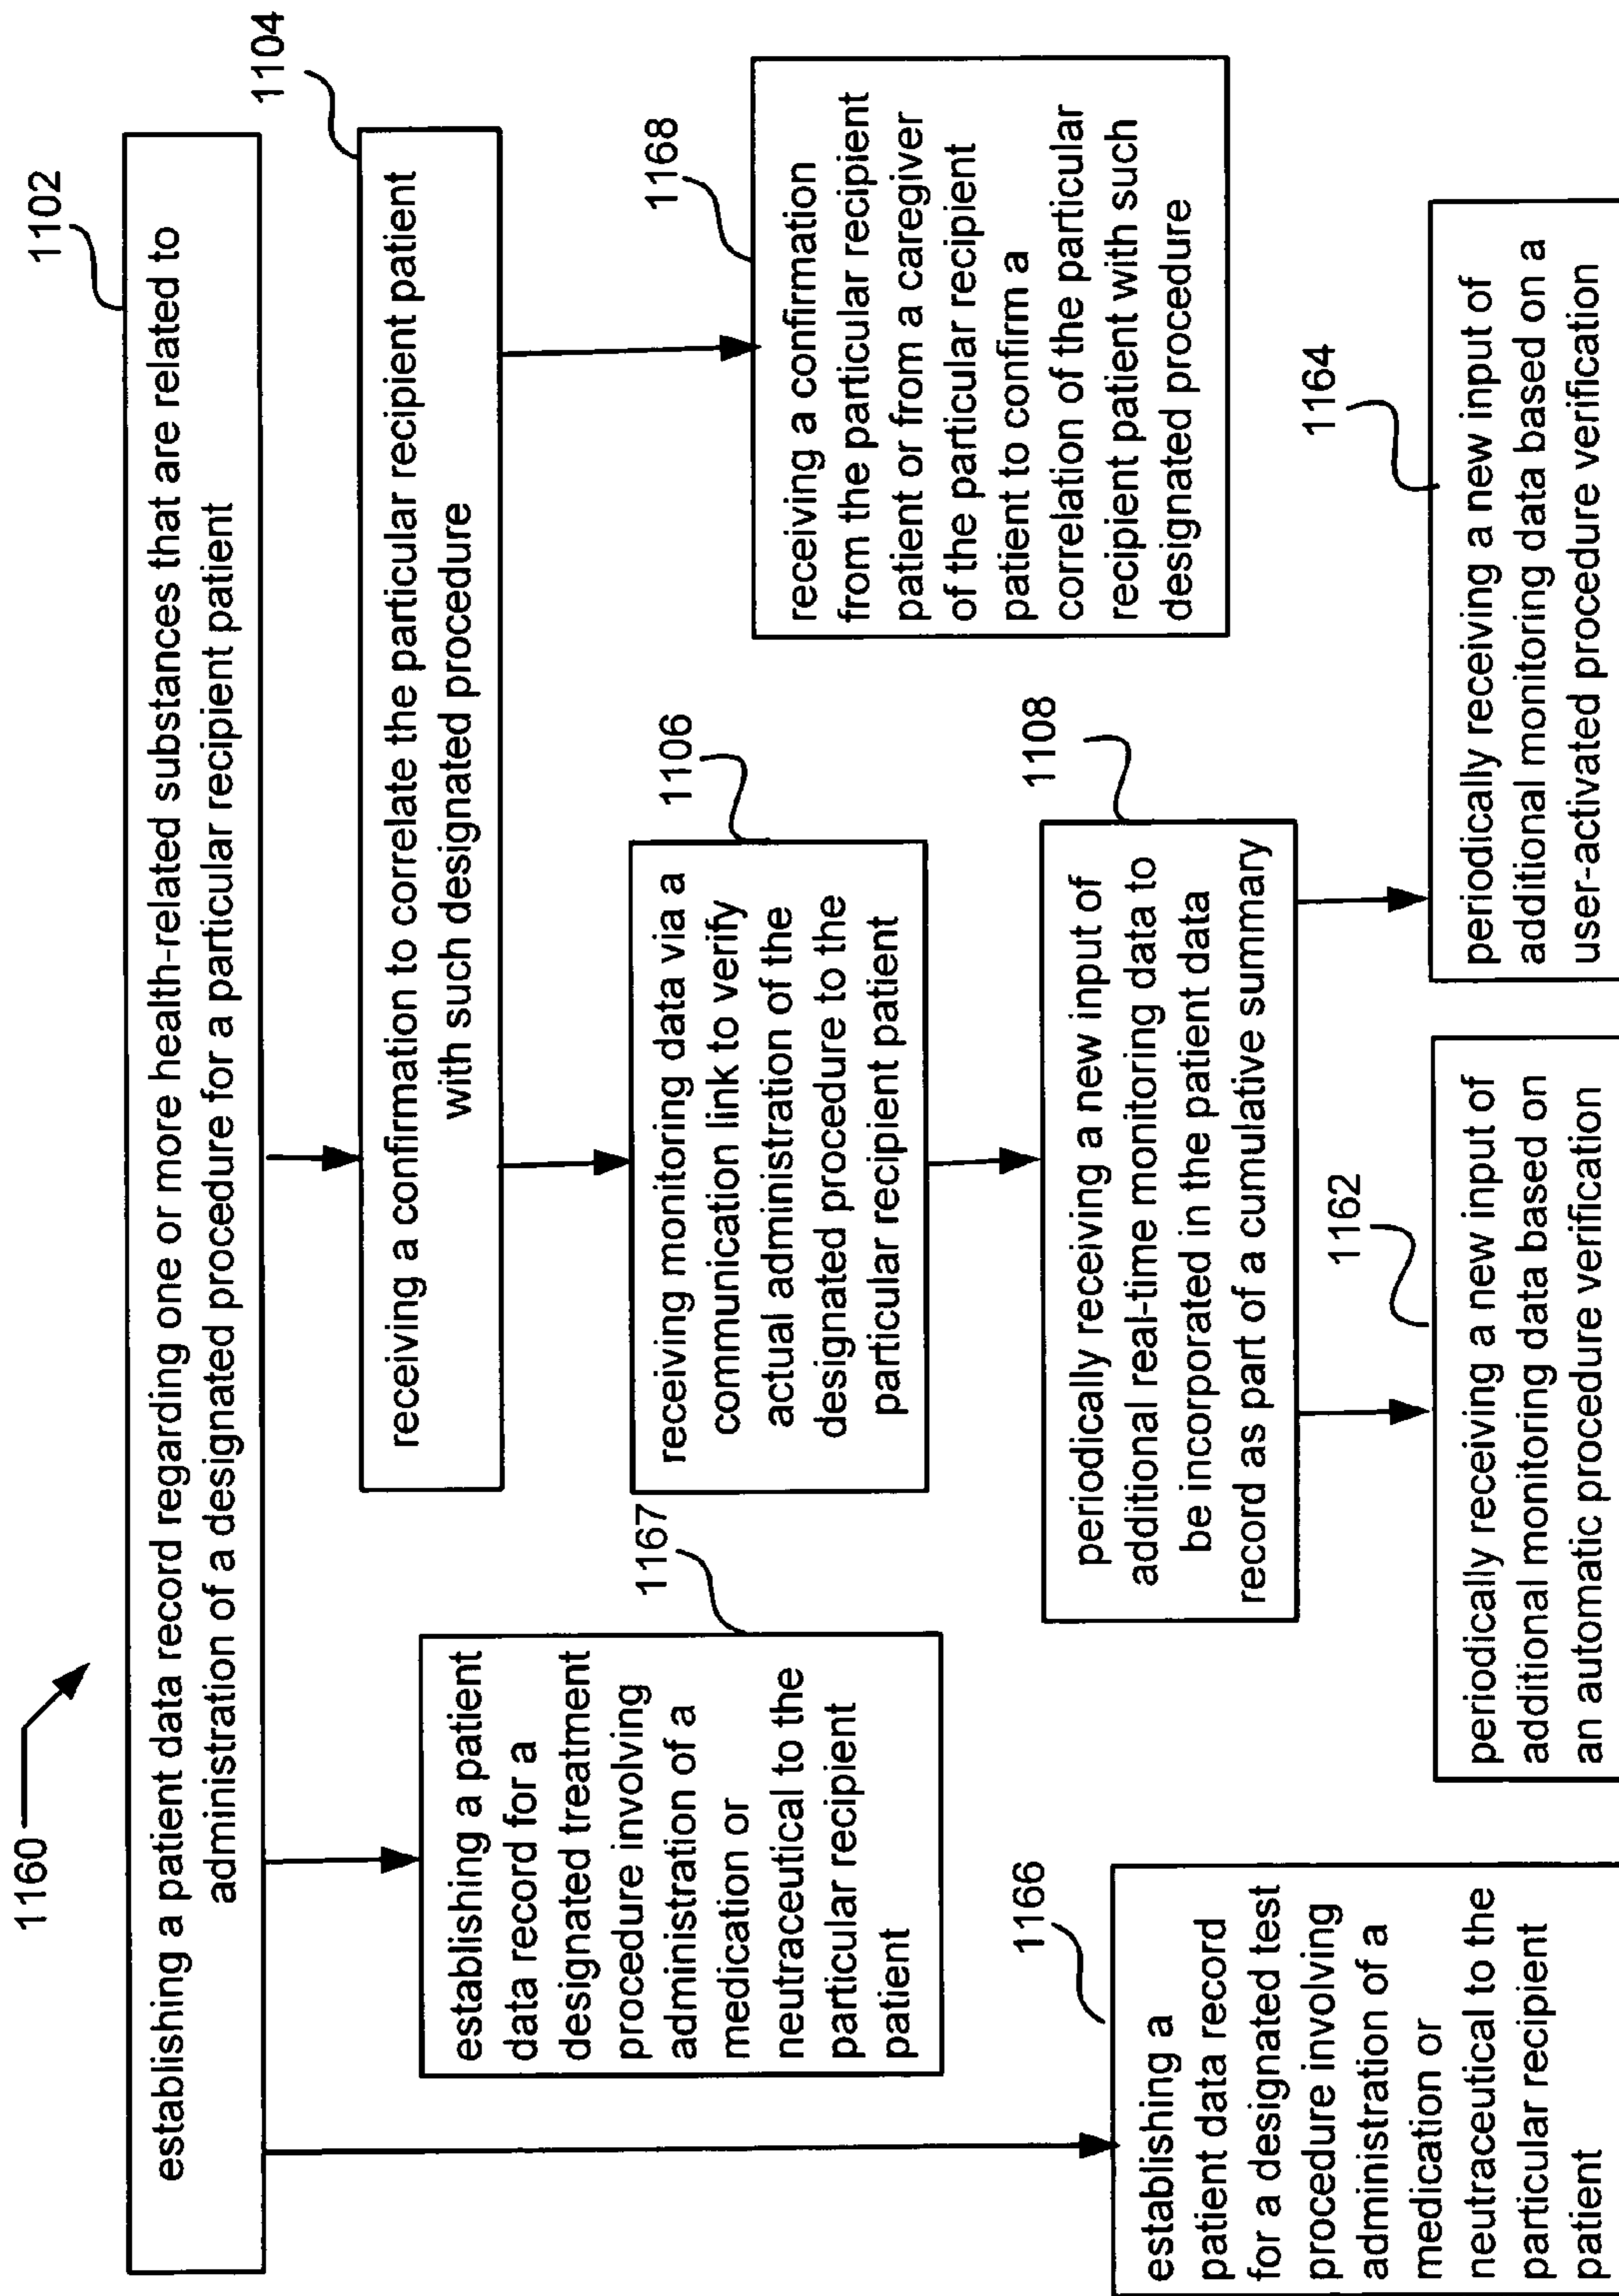 1160
1102
establishing a patient data record regarding one or more health-related substances that are related to
administration of a designated procedure for a particular recipient patient
1104
receiving a confirmation to correlate the particular recipient patient
with such designated procedure
1167
establishing a patient
data record for a
designated treatment
procedure involving
administration of a
medication or
neutraceutical to the
particular recipient
patient
1106
receiving monitoring data via a
communication link to verify
actual administration of the
designated procedure to the
particular recipient patient
1168
receiving a confirmation
from the particular recipient
patient or from a caregiver
of the particular recipient
patient to confirm a
correlation of the particular
recipient patient with such
designated procedure
1108
periodically receiving a new input of
additional real-time monitoring data to
be incorporated in the patient data
record as part of a cumulative summary
1166
establishing a
patient data record
for a designated test
procedure involving
administration of a
medication or
neutraceutical to the
particular recipient
patient
1162
periodically receiving a new input of
additional monitoring data based on
an automatic procedure verification
1164
periodically receiving a new input of
additional monitoring data based on a
user-activated procedure verification